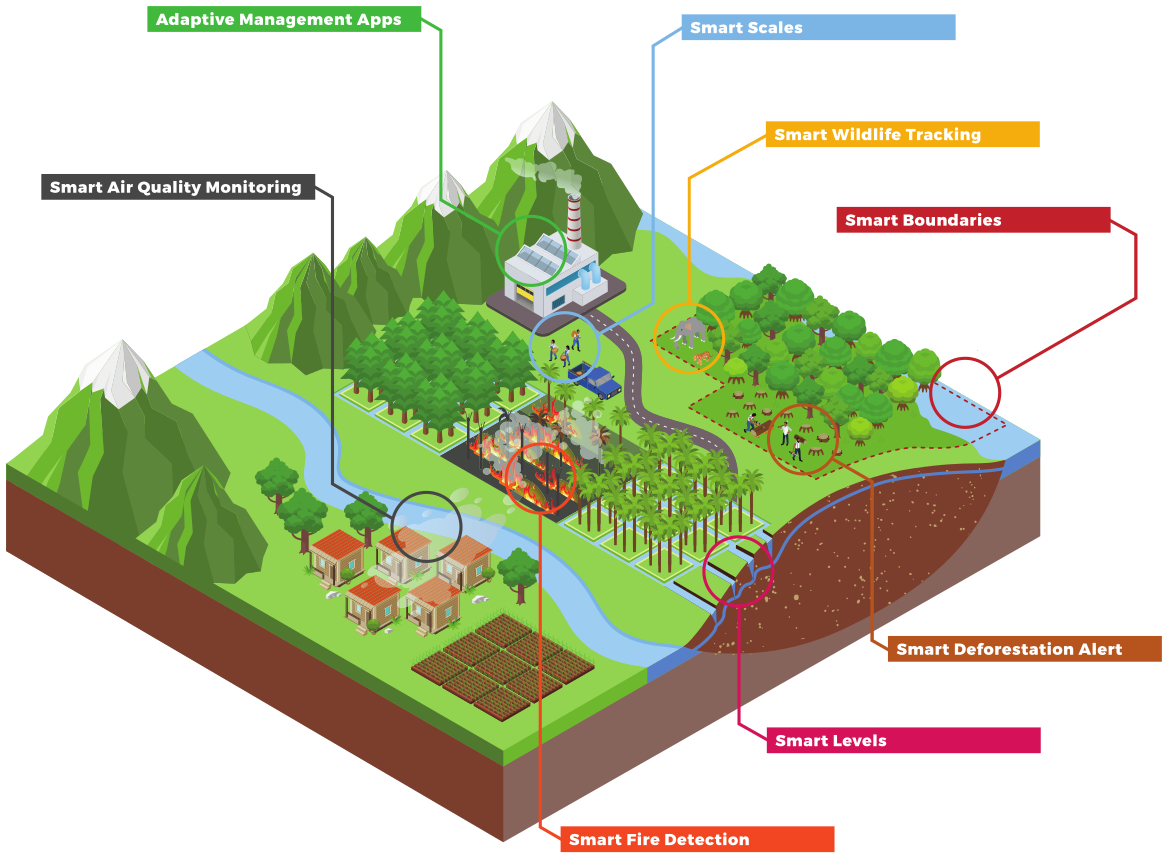 Adaptive Management Apps
Smart Scales
Smart Wildlife Tracking
Smart Air Quality Monitoring
Smart Boundaries
Smart Deforestation Alert
Smart Levels
Smart Fire Detection